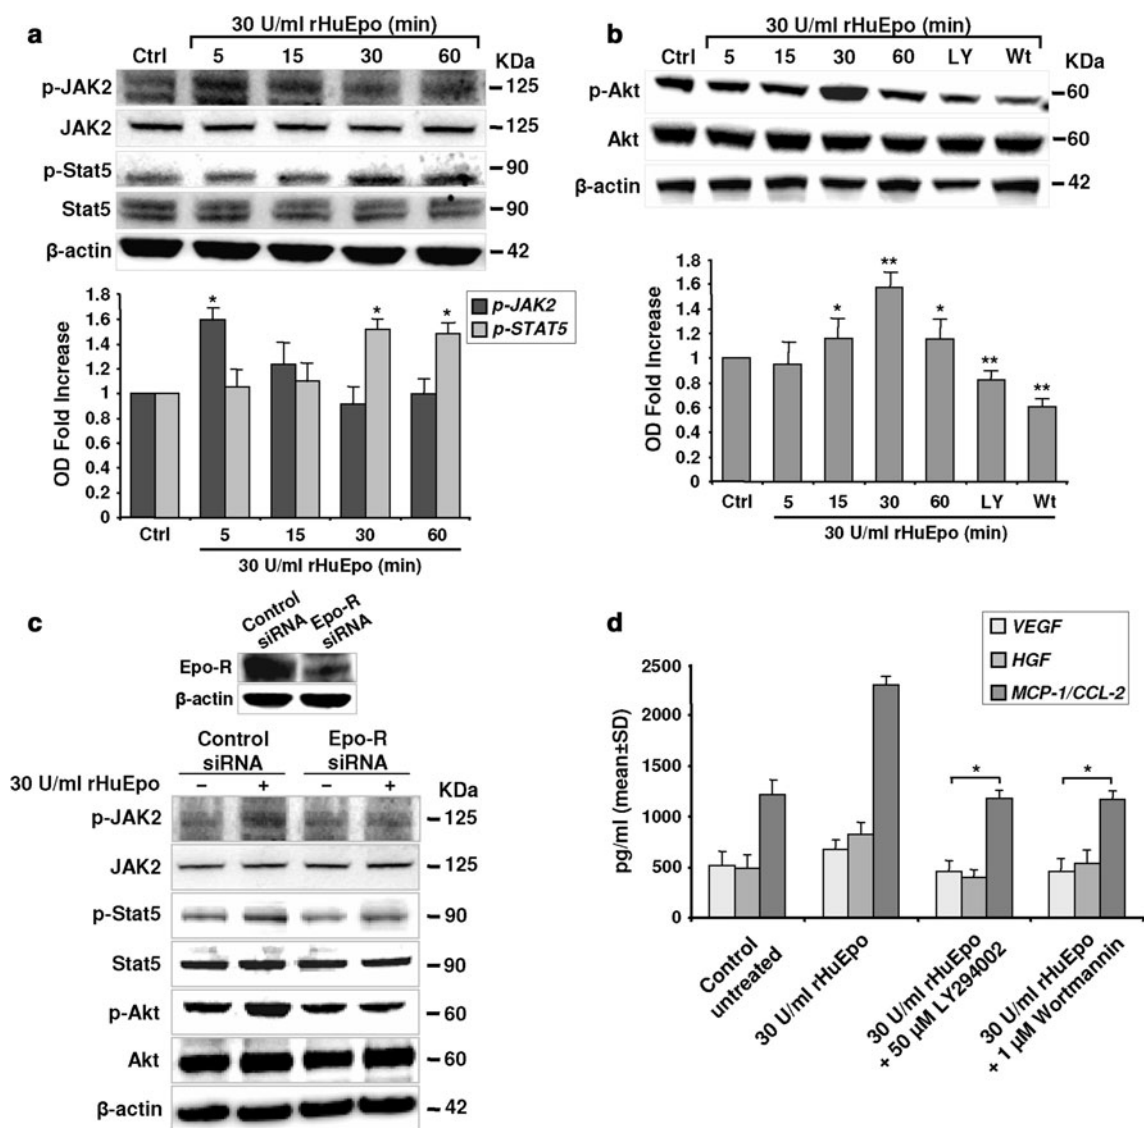 a
30 U/ml rHuEpo (min)
Ctrl 5 15 30 60 KDa
p-JAK2 125
JAK2 125
p-Stat5 90
Stat5 90
β-actin 42
OD Fold Increase
1.8
1.6
1.4
1.2
1
0.8
0.6
0.4
0.2
0
* * *
p-JAK2
p-STAT5
Ctrl 5 15 30 60
30 U/ml rHuEpo (min)
b
30 U/ml rHuEpo (min)
Ctrl 5 15 30 60 LY Wt KDa
p-Akt 60
Akt 60
β-actin 42
OD Fold Increase
1.8
1.6
1.4
1.2
1
0.8
0.6
0.4
0.2
0
* ** * ** **
Ctrl 5 15 30 60 LY Wt
30 U/ml rHuEpo (min)
c
Control
siRNA
Epo-R
siRNA
Epo-R
β-actin
Control
siRNA
Epo-R
siRNA
30 U/ml rHuEpo − + − + KDa
p-JAK2 125
JAK2 125
p-Stat5 90
Stat5 90
p-Akt 60
Akt 60
β-actin 42
d
VEGF
HGF
MCP-1/CCL-2
pg/ml (mean±SD)
2500
2000
1500
1000
500
0
* *
Control
untreated
30 U/ml rHuEpo
30 U/ml rHuEpo
+ 50 µM LY294002
30 U/ml rHuEpo
+ 1 µM Wortmannin